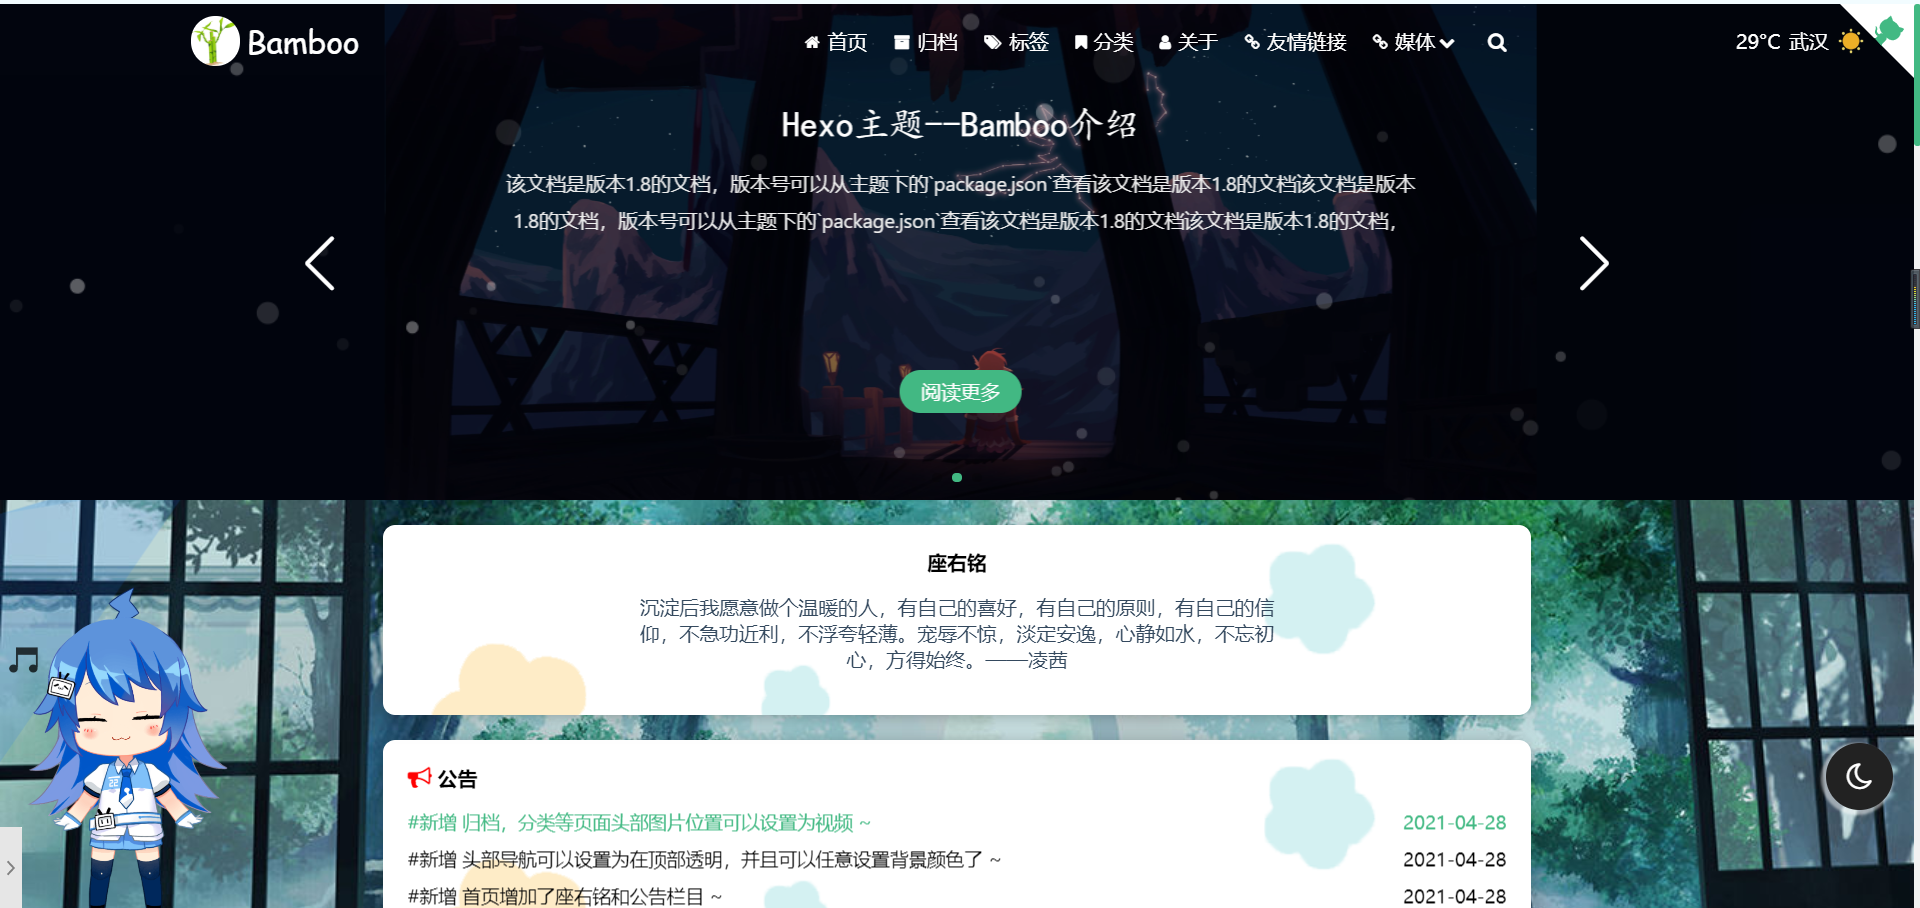 Bamboo
首页 归档 标签 分类 关于 友情链接 媒体
29°C 武汉
Hexo主题--Bamboo介绍
该文档是版本1.8的文档，版本号可以从主题下的`package.json`查看该文档是版本1.8的文档该文档是版本
1.8的文档，版本号可以从主题下的`package.json`查看该文档是版本1.8的文档该文档是版本1.8的文档，
阅读更多
座右铭
沉淀后我愿意做个温暖的人，有自己的喜好，有自己的原则，有自己的信
仰，不急功近利，不浮夸轻薄。宠辱不惊，淡定安逸，心静如水，不忘初
心，方得始终。——凌茜
公告
#新增 归档，分类等页面头部图片位置可以设置为视频 ~ 2021-04-28
#新增 头部导航可以设置为在顶部透明，并且可以任意设置背景颜色了 ~ 2021-04-28
#新增 首页增加了座右铭和公告栏目 ~ 2021-04-28
22